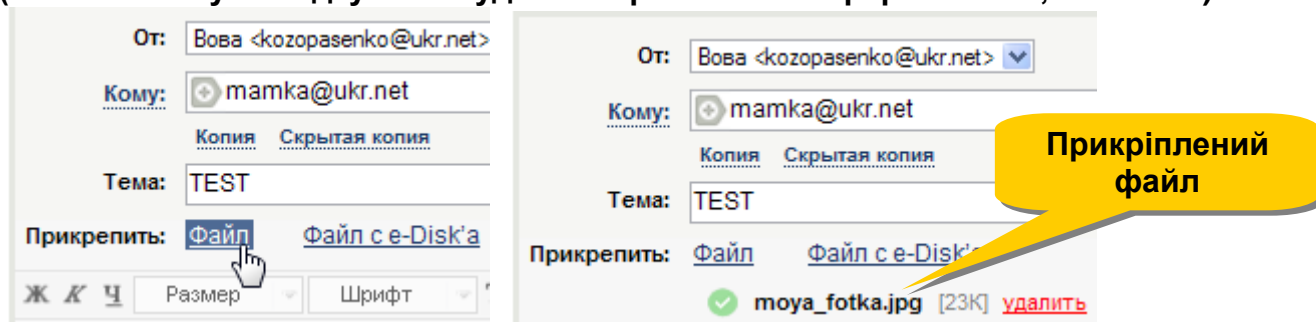 От: Вова <kozopasenko@ukr.net>
Кому: mamka@ukr.net
Копия Скрытая копия
Тема: TEST
Прикрепить: Файл Файл с e-Disk'а
Ж К Ч Размер Шрифт
От: Вова <kozopasenko@ukr.net>
Кому: mamka@ukr.net
Копия Скрытая копия
Тема: TEST
Прикрепить: Файл Файл с e-Disk'
moya_fotka.jpg [23K] удалить
Прикріплений
файл